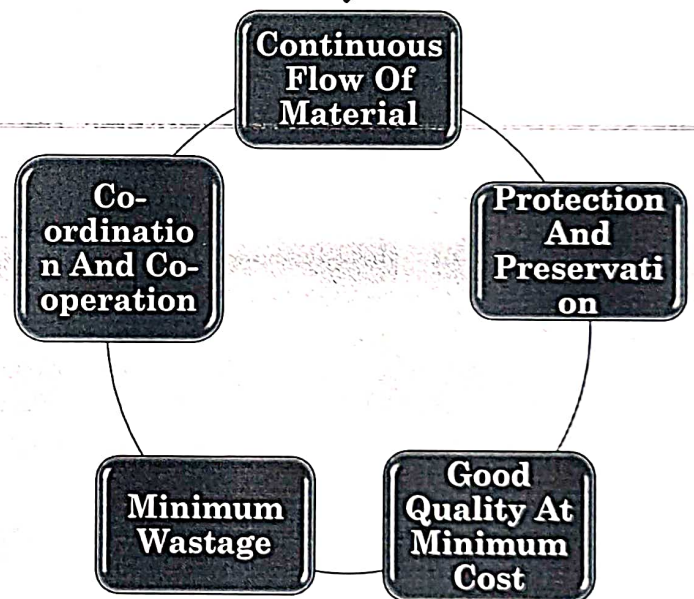 Continuous
Flow Of
Material
Protection
And
Preservati
on
Good
Quality At
Minimum
Cost
Minimum
Wastage
Co-
ordinatio
n And Co-
operation